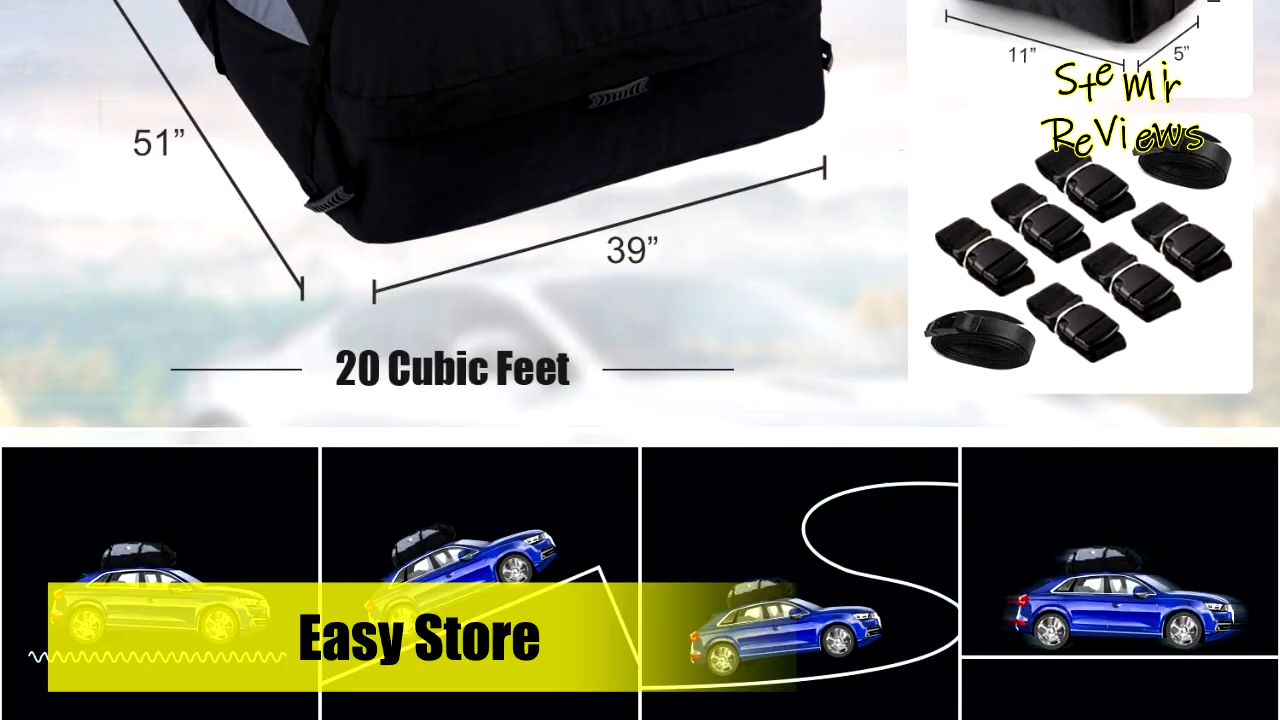 51”
39”
20 Cubic Feet
11”
5”
Stemir
Reviews
Easy Store